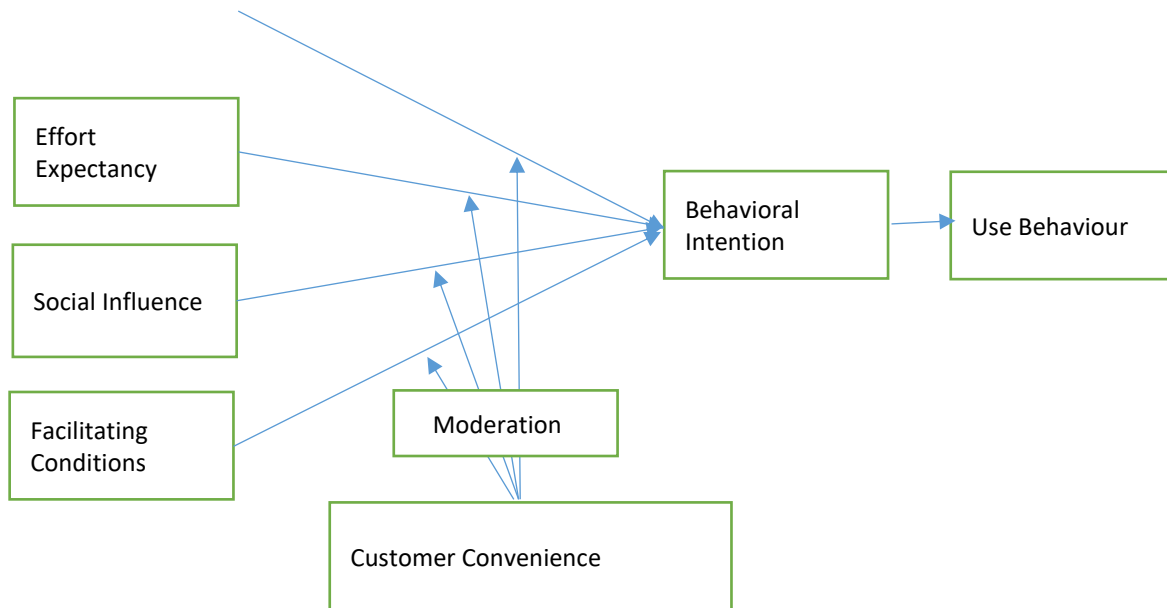 Effort
Expectancy
Behavioral
Intention
Use Behaviour
Social Influence
Facilitating
Conditions
Moderation
Customer Convenience